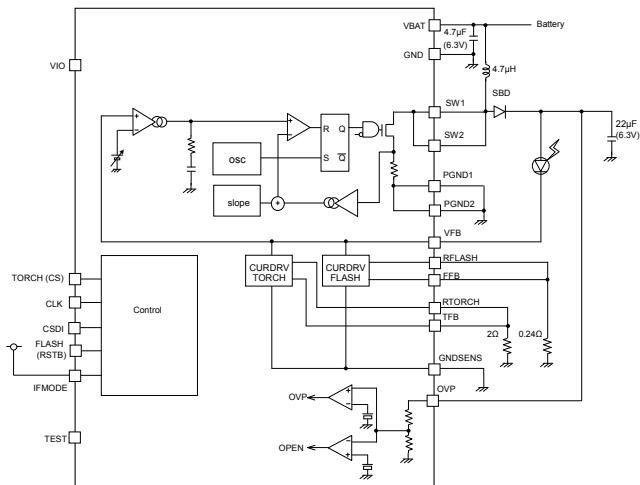 VBAT
Battery
4.7μF
(6.3V)
GND
4.7μH
VIO
SBD
SW1
22μF
(6.3V)
SW2
R Q
S Q
osc
slope
PGND1
PGND2
VFB
CURDRV
TORCH
CURDRV
FLASH
RFLASH
FFB
RTORCH
TFB
2Ω
0.24Ω
GNDSENS
OVP
TORCH (CS)
CLK
CSDI
FLASH
(RSTB)
IFMODE
Control
TEST
OVP
OPEN